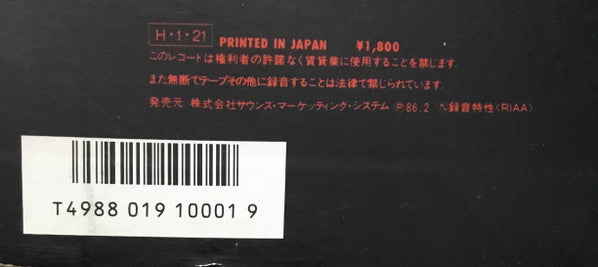 H・1・21 PRINTED IN JAPAN ¥1,800
このレコードは権利者の許諾なく賃貸業に使用することを禁じます。
また無断でテープその他に録音することは法律で禁じられています。
発売元 株式会社サウンズ・マーケッティング・システム Ⓟ86.2 九 録音特性〈RIAA〉
T4988 019 10001 9